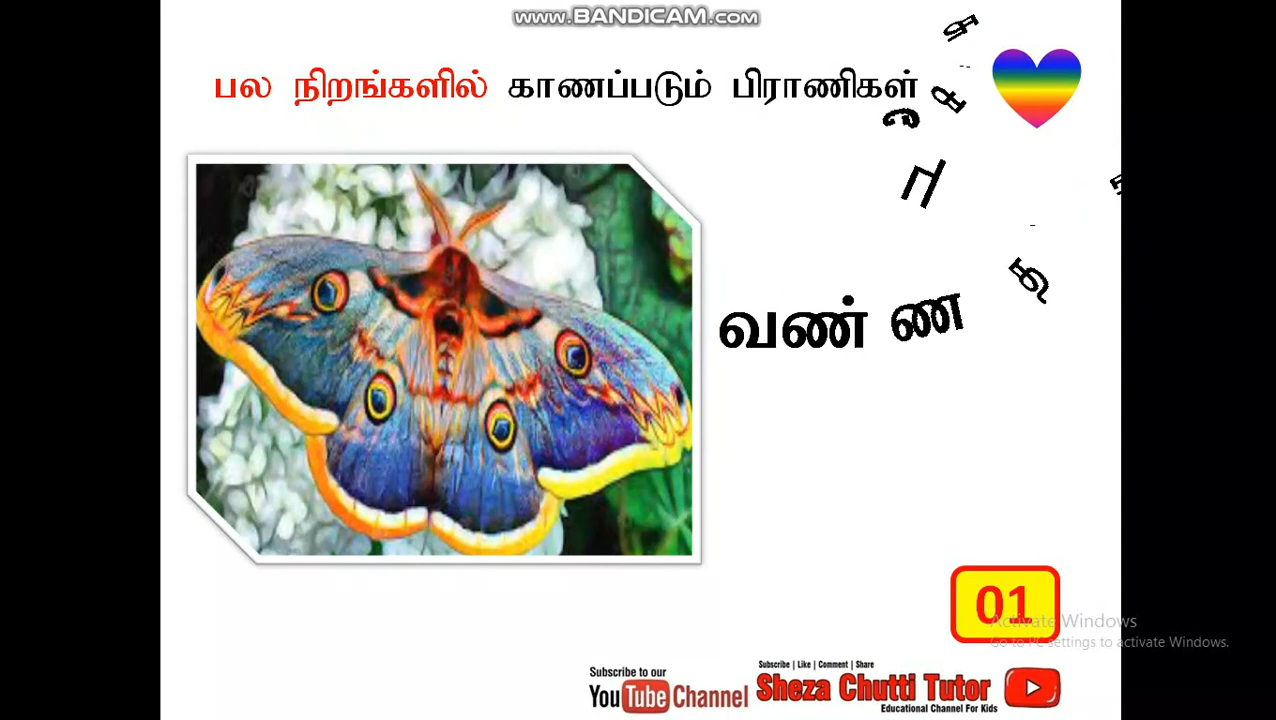 www.BANDICAM.com
பல நிறங்களில் காணப்படும் பிராணிகள்
வண்ண
01
Activate Windows
Go to PC settings to activate Windows.
Subscribe to our
YouTube Channel
Subscribe | Like | Comment | Share
Sheza Chutti Tutor
Educational Channel For Kids